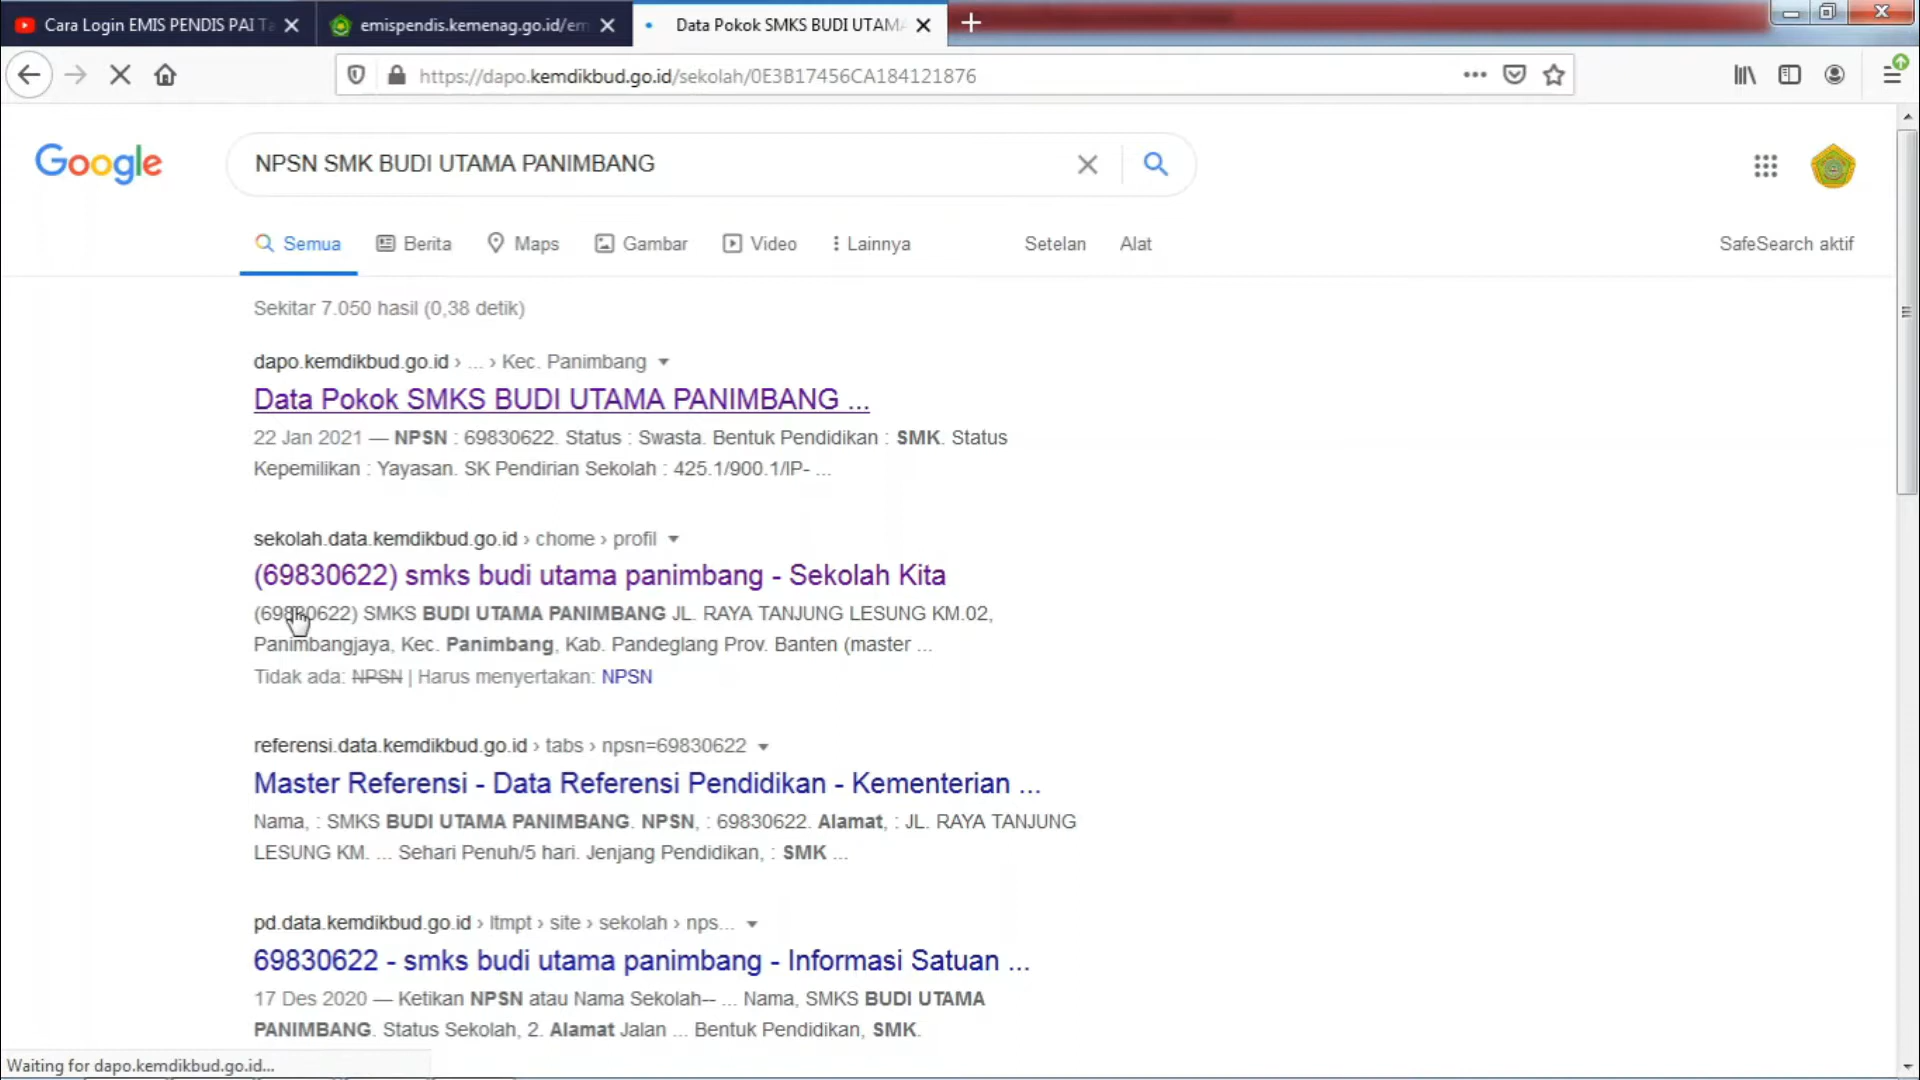 Cara Login EMIS PENDIS PAI Ta
emispendis.kemenag.go.id/em
Data Pokok SMKS BUDI UTAMA
https://dapo.kemdikbud.go.id/sekolah/0E3B17456CA184121876
Google
NPSN SMK BUDI UTAMA PANIMBANG
Semua
Berita
Maps
Gambar
Video
Lainnya
Setelan
Alat
SafeSearch aktif
Sekitar 7.050 hasil (0,38 detik)
dapo.kemdikbud.go.id › ... › Kec. Panimbang
Data Pokok SMKS BUDI UTAMA PANIMBANG ...
22 Jan 2021 — NPSN : 69830622. Status : Swasta. Bentuk Pendidikan : SMK. Status
Kepemilikan : Yayasan. SK Pendirian Sekolah : 425.1/900.1/IP- ...
sekolah.data.kemdikbud.go.id › chome › profil
(69830622) smks budi utama panimbang - Sekolah Kita
(69830622) SMKS BUDI UTAMA PANIMBANG JL. RAYA TANJUNG LESUNG KM.02,
Panimbangjaya, Kec. Panimbang, Kab. Pandeglang Prov. Banten (master ...
Tidak ada: NPSN | Harus menyertakan: NPSN
referensi.data.kemdikbud.go.id › tabs › npsn=69830622
Master Referensi - Data Referensi Pendidikan - Kementerian ...
Nama, : SMKS BUDI UTAMA PANIMBANG. NPSN, : 69830622. Alamat, : JL. RAYA TANJUNG
LESUNG KM. ... Sehari Penuh/5 hari. Jenjang Pendidikan, : SMK ...
pd.data.kemdikbud.go.id › ltmpt › site › sekolah › nps...
69830622 - smks budi utama panimbang - Informasi Satuan ...
17 Des 2020 — Ketikan NPSN atau Nama Sekolah-- ... Nama, SMKS BUDI UTAMA
PANIMBANG. Status Sekolah, 2. Alamat Jalan ... Bentuk Pendidikan, SMK.
Waiting for dapo.kemdikbud.go.id...